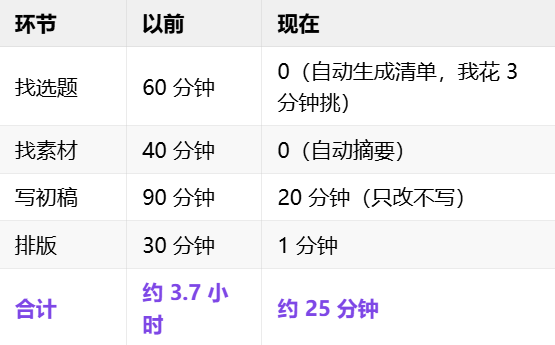 环节 以前 现在
找选题 60 分钟 0（自动生成清单，我花 3
分钟挑）
找素材 40 分钟 0（自动摘要）
写初稿 90 分钟 20 分钟（只改不写）
排版 30 分钟 1 分钟
合计 约 3.7 小
时 约 25 分钟